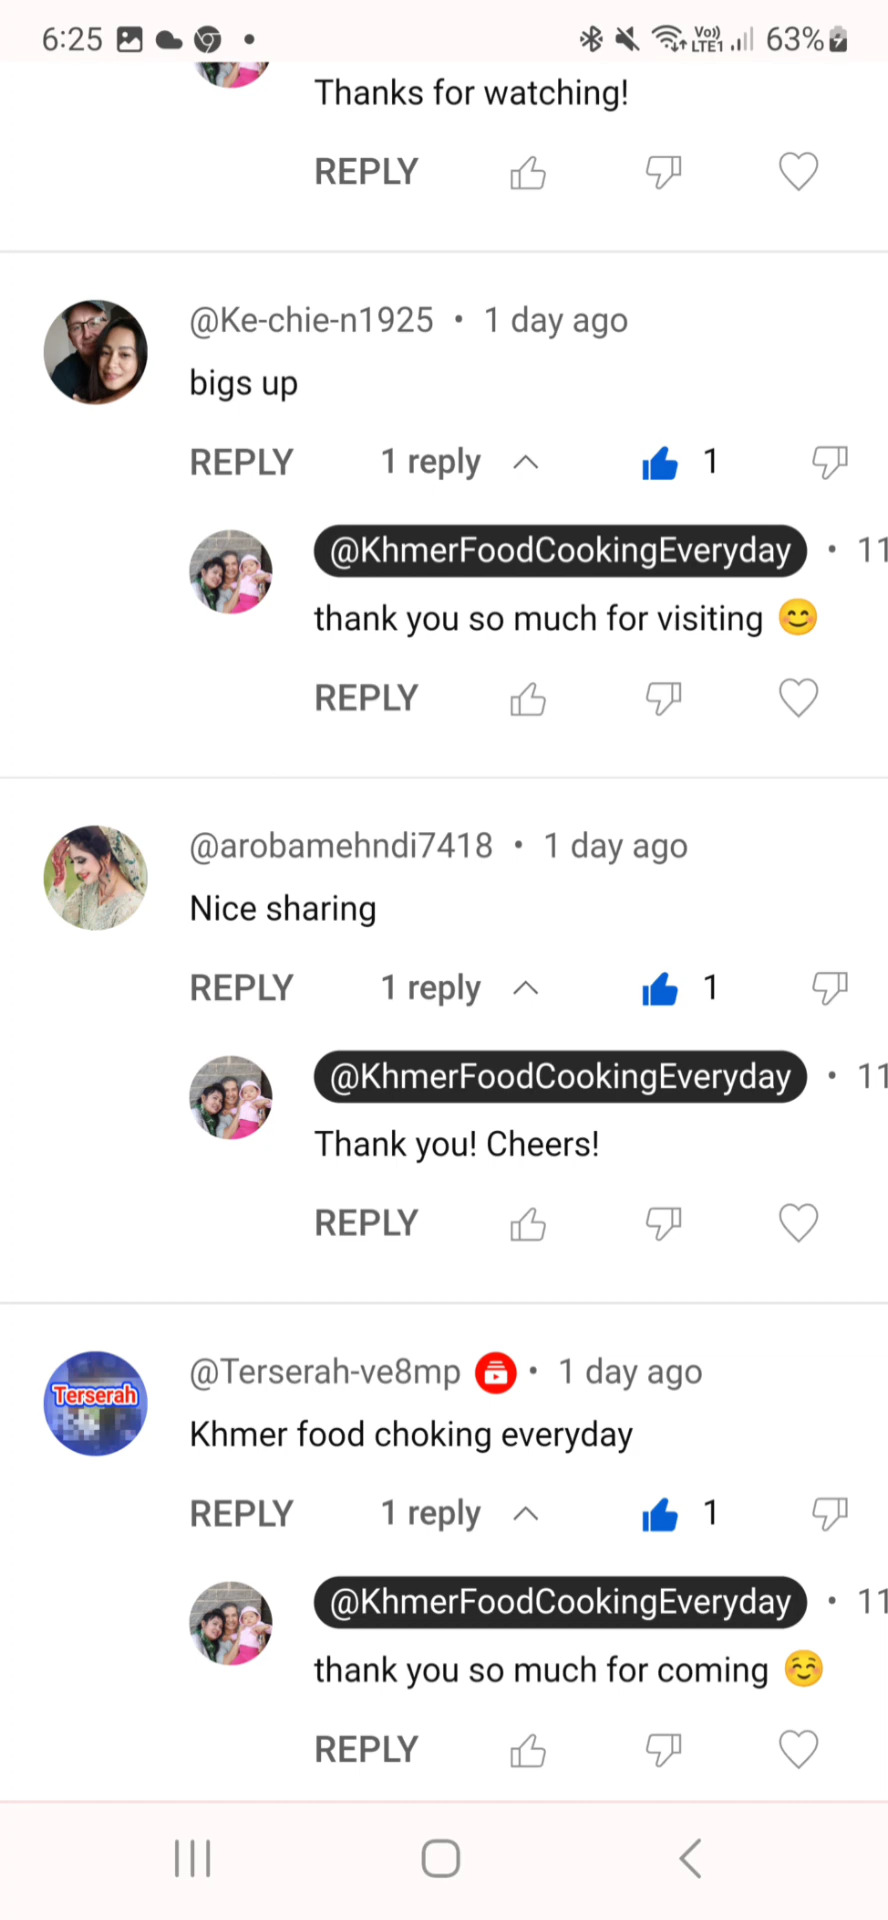 6:25
Vo))
LTE1
63%
Thanks for watching!
REPLY
@Ke-chie-n1925 • 1 day ago
bigs up
REPLY 1 reply 1
@KhmerFoodCookingEveryday • 11
thank you so much for visiting 😊
REPLY
@arobamehndi7418 • 1 day ago
Nice sharing
REPLY 1 reply 1
@KhmerFoodCookingEveryday • 11
Thank you! Cheers!
REPLY
Terserah
@Terserah-ve8mp • 1 day ago
Khmer food choking everyday
REPLY 1 reply 1
@KhmerFoodCookingEveryday • 11
thank you so much for coming ☺️
REPLY